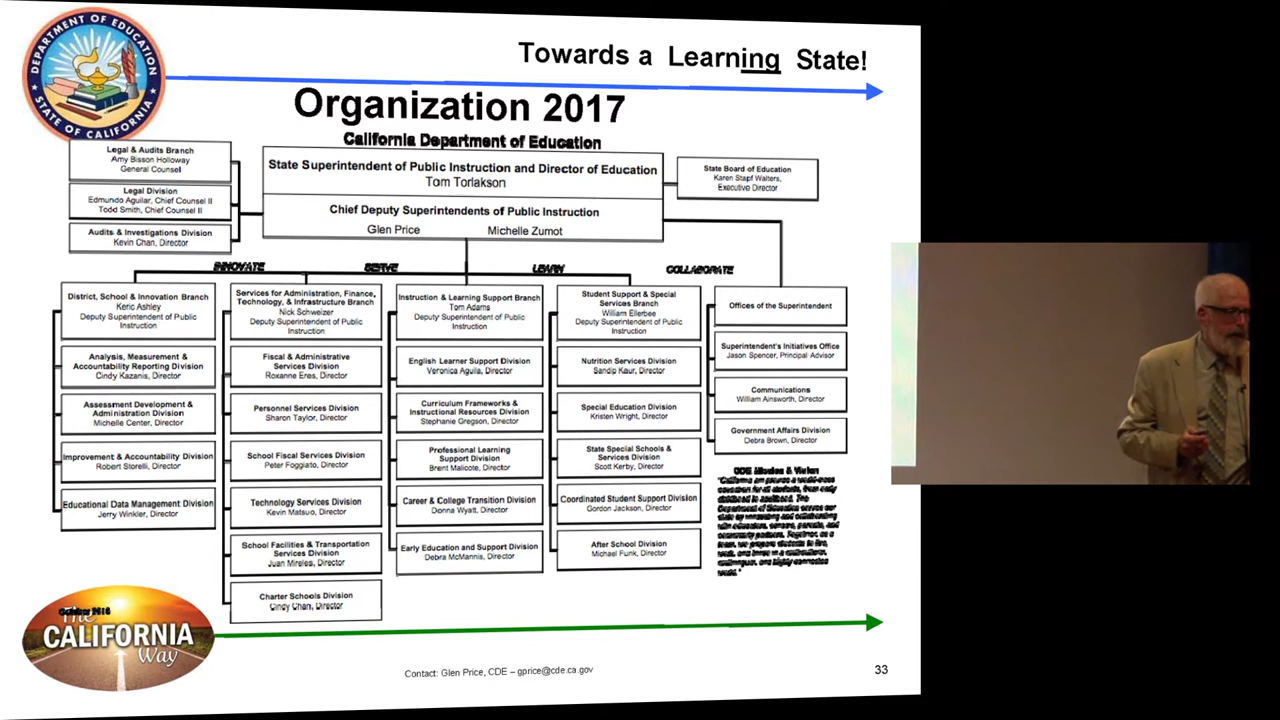 DEPARTMENT OF EDUCATION
STATE OF CALIFORNIA
Towards a Learning State!
Organization 2017
California Department of Education
Legal & Audits Branch
Amy Bisson Holloway
General Counsel
Legal Division
Edmundo Aguilar, Chief Counsel II
Todd Smith, Chief Counsel II
Audits & Investigations Division
Kevin Chan, Director
State Superintendent of Public Instruction and Director of Education
Tom Torlakson
Chief Deputy Superintendents of Public Instruction
Glen Price Michelle Zumot
State Board of Education
Karen Stapf Walters,
Executive Director
INNOVATE SERVE LEARN COLLABORATE
District, School & Innovation Branch
Keric Ashley
Deputy Superintendent of Public
Instruction
Analysis, Measurement &
Accountability Reporting Division
Cindy Kazanis, Director
Assessment Development &
Administration Division
Michelle Center, Director
Improvement & Accountability Division
Robert Storelli, Director
Educational Data Management Division
Jerry Winkler, Director
Services for Administration, Finance,
Technology, & Infrastructure Branch
Nick Schweizer
Deputy Superintendent of Public
Instruction
Fiscal & Administrative
Services Division
Roxanne Eres, Director
Personnel Services Division
Sharon Taylor, Director
School Fiscal Services Division
Peter Foggiato, Director
Technology Services Division
Kevin Matsuo, Director
School Facilities & Transportation
Services Division
Juan Mireles, Director
Charter Schools Division
Cindy Chan, Director
Instruction & Learning Support Branch
Tom Adams
Deputy Superintendent of Public
Instruction
English Learner Support Division
Veronica Aguila, Director
Curriculum Frameworks &
Instructional Resources Division
Stephanie Gregson, Director
Professional Learning
Support Division
Brent Malicote, Director
Career & College Transition Division
Donna Wyatt, Director
Early Education and Support Division
Debra McMannis, Director
Student Support & Special
Services Branch
William Ellerbee
Deputy Superintendent of Public
Instruction
Nutrition Services Division
Sandip Kaur, Director
Special Education Division
Kristen Wright, Director
State Special Schools &
Services Division
Scott Kerby, Director
Coordinated Student Support Division
Gordon Jackson, Director
After School Division
Michael Funk, Director
Offices of the Superintendent
Superintendent's Initiatives Office
Jason Spencer, Principal Advisor
Communications
William Ainsworth, Director
Government Affairs Division
Debra Brown, Director
CDE Mission & Vision
The
CALIFORNIA
Way
Contact: Glen Price, CDE – gprice@cde.ca.gov
33